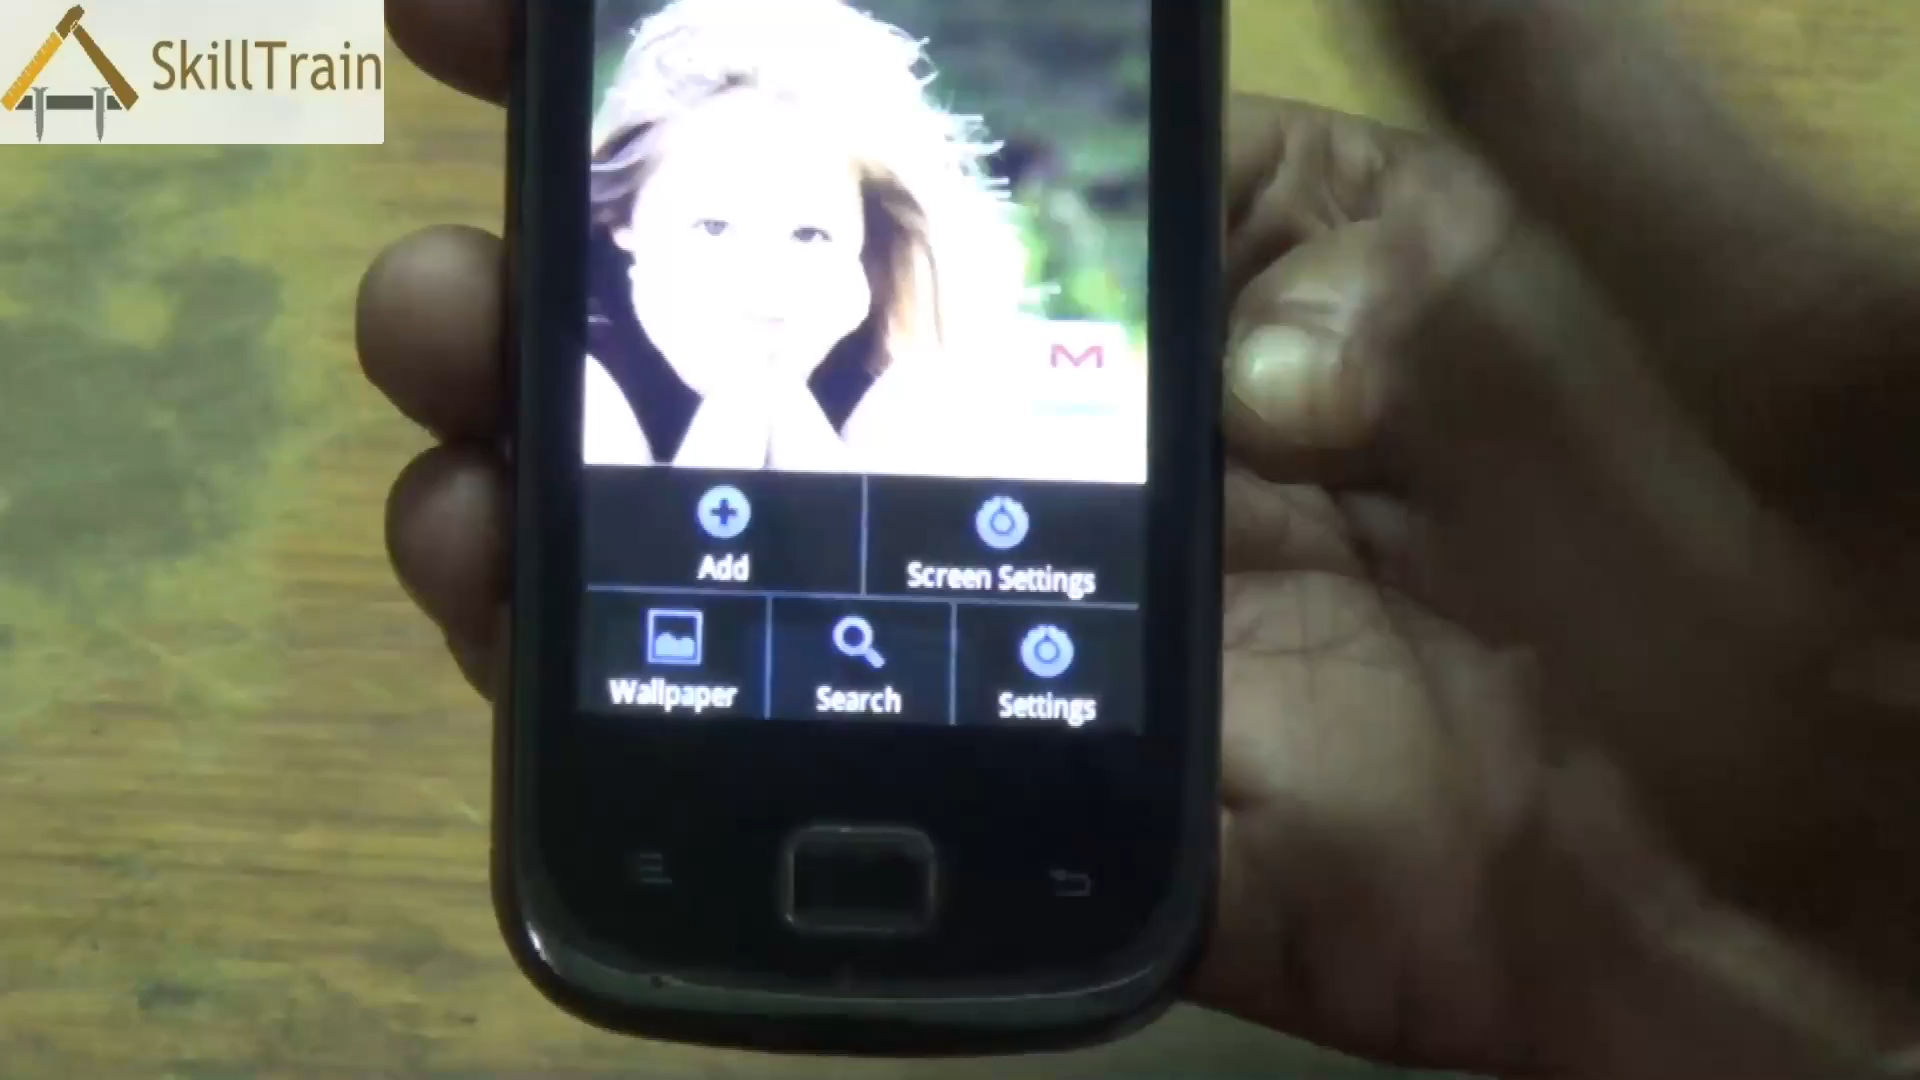 SkillTrain
Add
Screen Settings
Wallpaper
Search
Settings